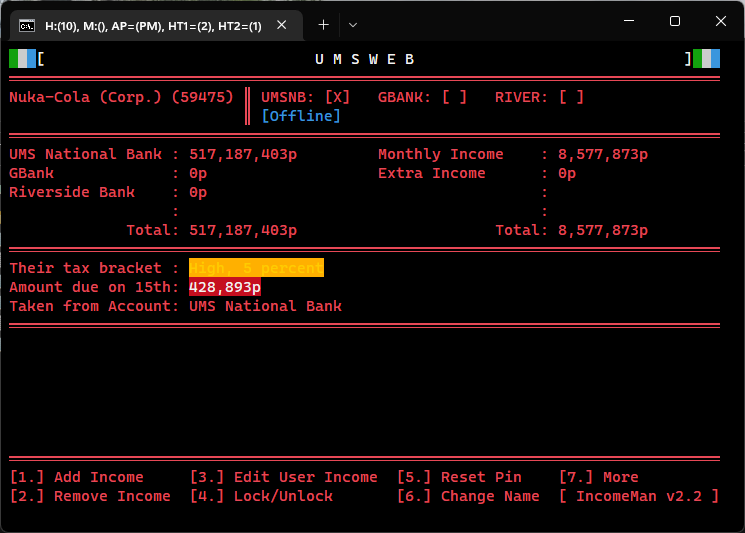 H:(10), M:(), AP=(PM), HT1=(2), HT2=(1)
[ U M S W E B ]
Nuka-Cola (Corp.) (59475) UMSNB: [X] GBANK: [ ] RIVER: [ ]
[Offline]
UMS National Bank : 517,187,403p Monthly Income : 8,577,873p
GBank : 0p Extra Income : 0p
Riverside Bank : 0p :
: :
Total: 517,187,403p Total: 8,577,873p
Their tax bracket : High, 5 percent
Amount due on 15th: 428,893p
Taken from Account: UMS National Bank
[1.] Add Income [3.] Edit User Income [5.] Reset Pin [7.] More
[2.] Remove Income [4.] Lock/Unlock [6.] Change Name [ IncomeMan v2.2 ]